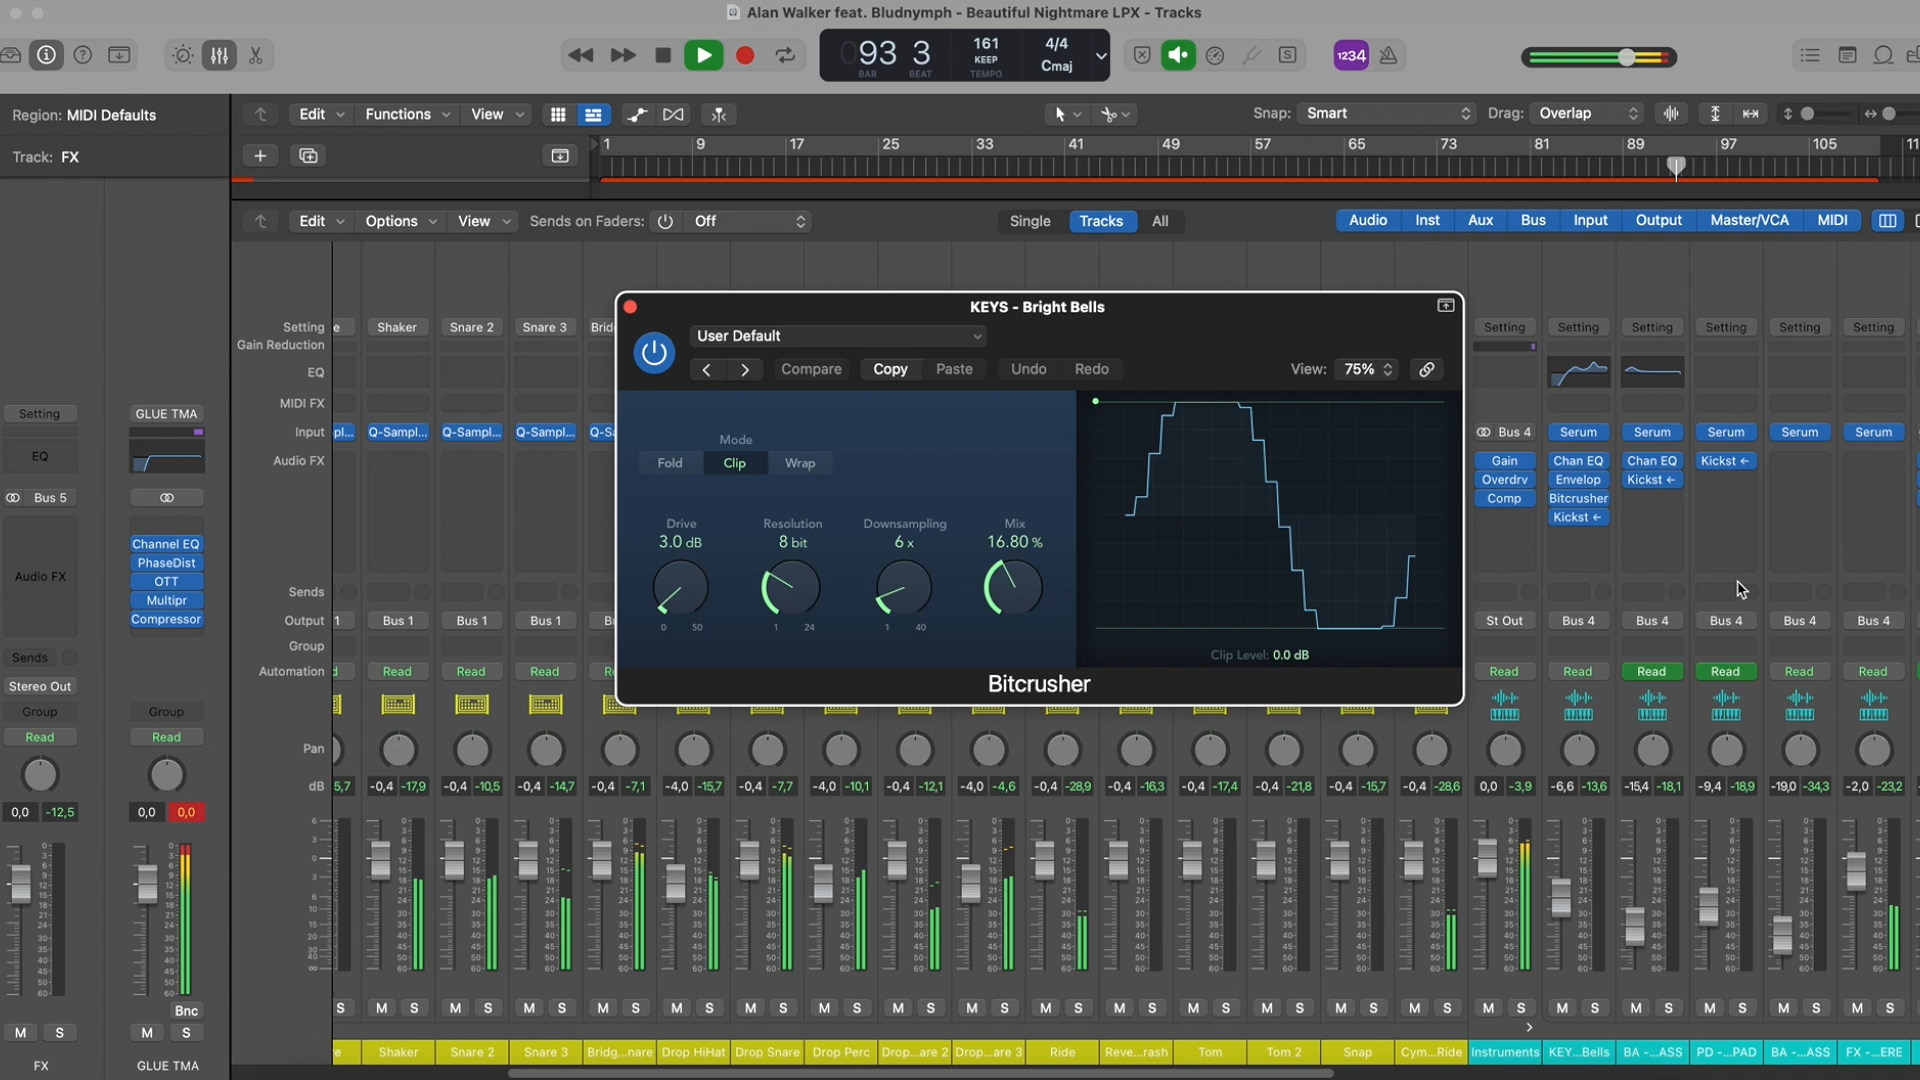 Alan Walker feat. Bludnymph - Beautiful Nightmare LPX - Tracks
93 3 161 KEEP TEMPO 4/4 Cmaj
BAR BEAT
1234
Region: MIDI Defaults
Edit Functions View Snap: Smart Drag: Overlap
Track: FX
1 9 17 25 33 41 49 57 65 73 81 89 97 105
Edit Options View Sends on Faders: Off Single Tracks All Audio Inst Aux Bus Input Output Master/VCA MIDI
KEYS - Bright Bells
User Default
Compare Copy Paste Undo Redo View: 75%
Mode
Fold Clip Wrap
Drive Resolution Downsampling Mix
3.0 dB 8 bit 6 x 16.80 %
0 50 1 24 1 40
Clip Level: 0.0 dB
Bitcrusher
Setting Shaker Snare 2 Snare 3 Setting Setting Setting Setting Setting Setting
Gain Reduction
EQ
MIDI FX
Input Q-Sampl... Q-Sampl... Q-Sampl... Bus 4 Serum Serum Serum Serum Serum
Audio FX Gain Chan EQ Chan EQ Kickst
Overdrv Envelop Kickst
Comp Bitcrusher
Kickst
Sends
Output Bus 1 Bus 1 Bus 1 St Out Bus 4 Bus 4 Bus 4 Bus 4 Bus 4
Group
Automation Read Read Read Read Read Read Read Read Read
Pan
dB 5,7 -0,4 -17,9 -0,4 -10,5 -0,4 -14,7 -0,4 -7,1 -4,0 -15,7 -0,4 -7,7 -4,0 -10,1 -0,4 -12,1 -4,0 -4,6 -0,4 -28,9 -0,4 -16,3 -0,4 -17,4 -0,4 -21,8 -0,4 -15,7 -0,4 -28,6 0,0 -3,9 -6,6 -13,6 -15,4 -18,1 -9,4 -18,9 -19,0 -34,3 -2,0 -23,2
Setting GLUE TMA
EQ
Bus 5
Channel EQ
PhaseDist
Audio FX OTT
Multipr
Compressor
Sends
Stereo Out
Group Group
Read Read
0,0 -12,5 0,0 0,0
Bnc
M S M S
FX GLUE TMA
S M S M S M S M S M S M S M S M S M S M S M S M S M S M S M S M S M S M S M S M S M S
Shaker Snare 2 Snare 3 Bridg...nare Drop HiHat Drop Snare Drop Perc Drop...are 2 Drop...are 3 Ride Reve...rash Tom Tom 2 Snap Cym...Ride Instruments KEY...Bells BA -...ASS PD -...PAD BA -...ASS FX -...ERE